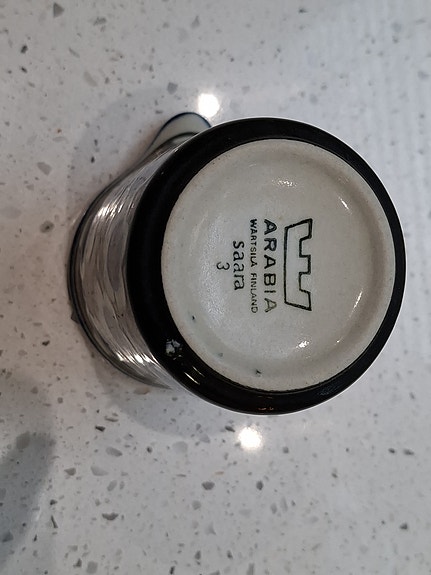 ARABIA
WÄRTSILÄ FINLAND
saara
3